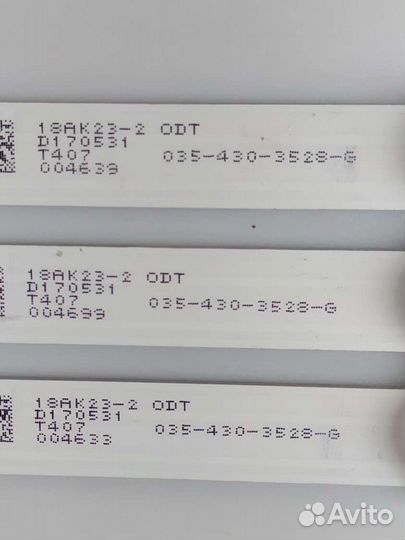 18AK23-2 ODT
D170531
T407 035-430-3528-G
004639
18AK23-2 ODT
D170531
T407 035-430-3528-G
004699
18AK23-2 ODT
D170531
T407 035-430-3528-G
004633
Avito